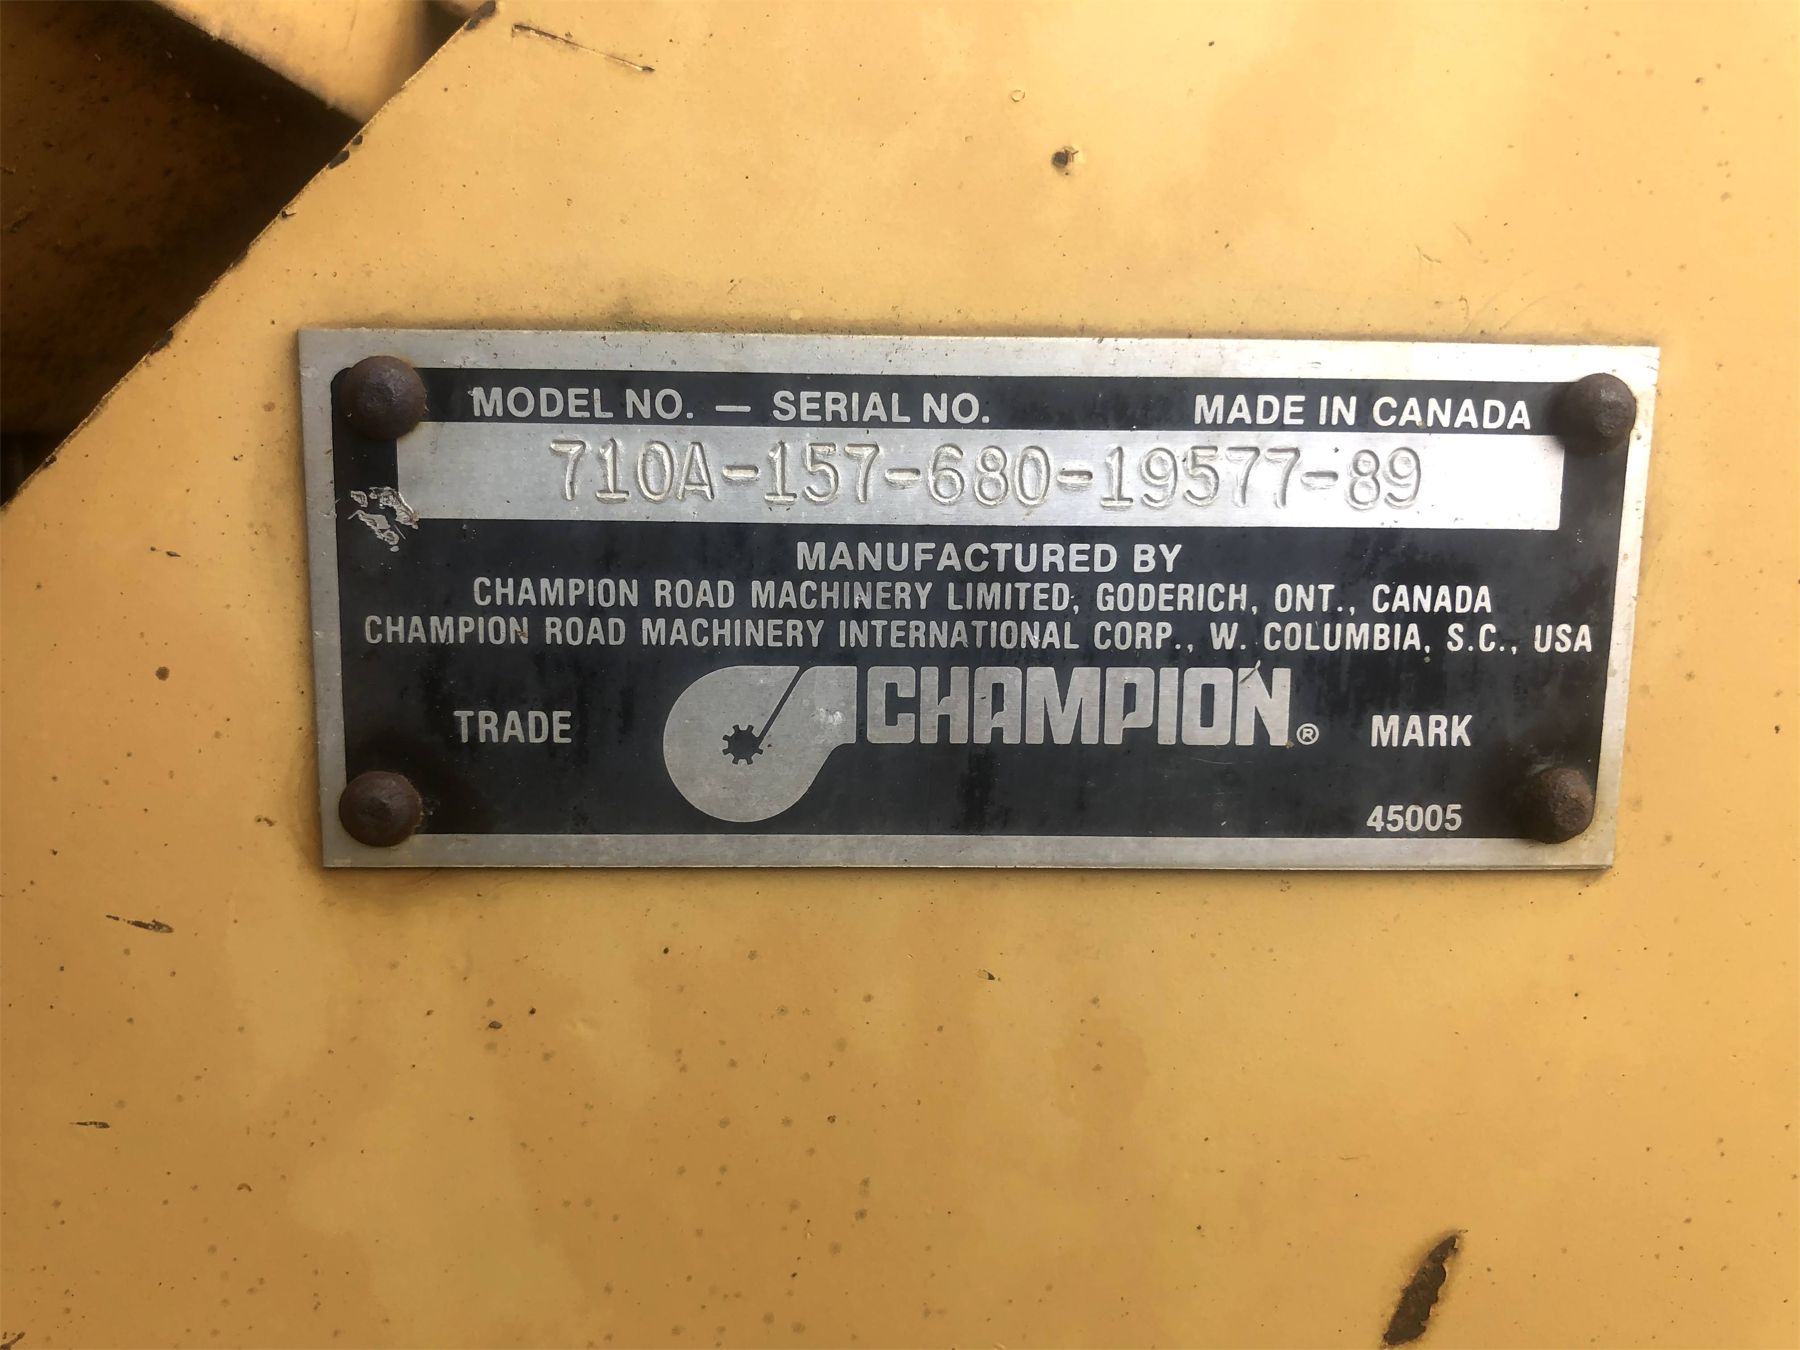 MODEL NO. — SERIAL NO. MADE IN CANADA
710A-157-680-19577-89
MANUFACTURED BY
CHAMPION ROAD MACHINERY LIMITED, GODERICH, ONT., CANADA
CHAMPION ROAD MACHINERY INTERNATIONAL CORP., W. COLUMBIA, S.C., USA
TRADE CHAMPION® MARK
45005